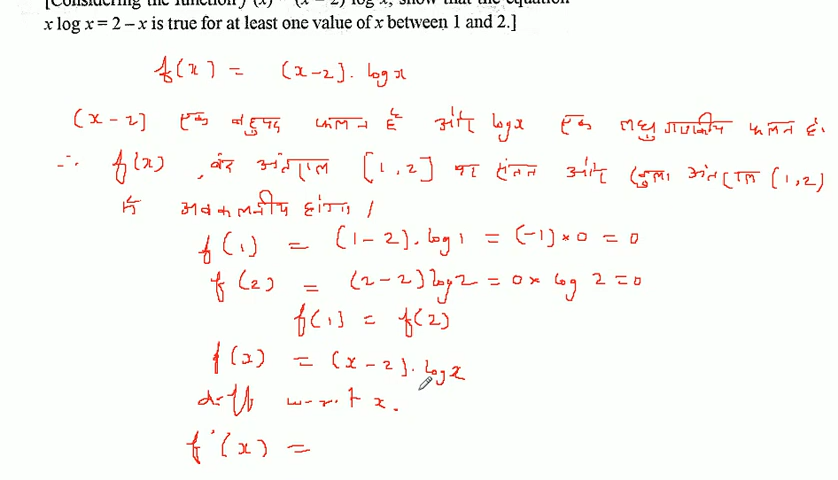 [Considering the function f (x) = (x – 2) log x, show that the equation
x log x = 2 – x is true for at least one value of x between 1 and 2.]
f(x) = (x-2). log x
(x-2) एक बहुपद फलन है और log x एक लघुगणकीय फलन है.
∴ f(x), बंद अंतराल [1,2] पर संतत और खुला अंतराल (1,2)
में अवकलनीय होगा।
f(1) = (1-2). log 1 = (-1) × 0 = 0
f(2) = (2-2) log 2 = 0 × log 2 = 0
f(1) = f(2)
f(x) = (x-2). log x
diff w.r.t x.
f'(x) =